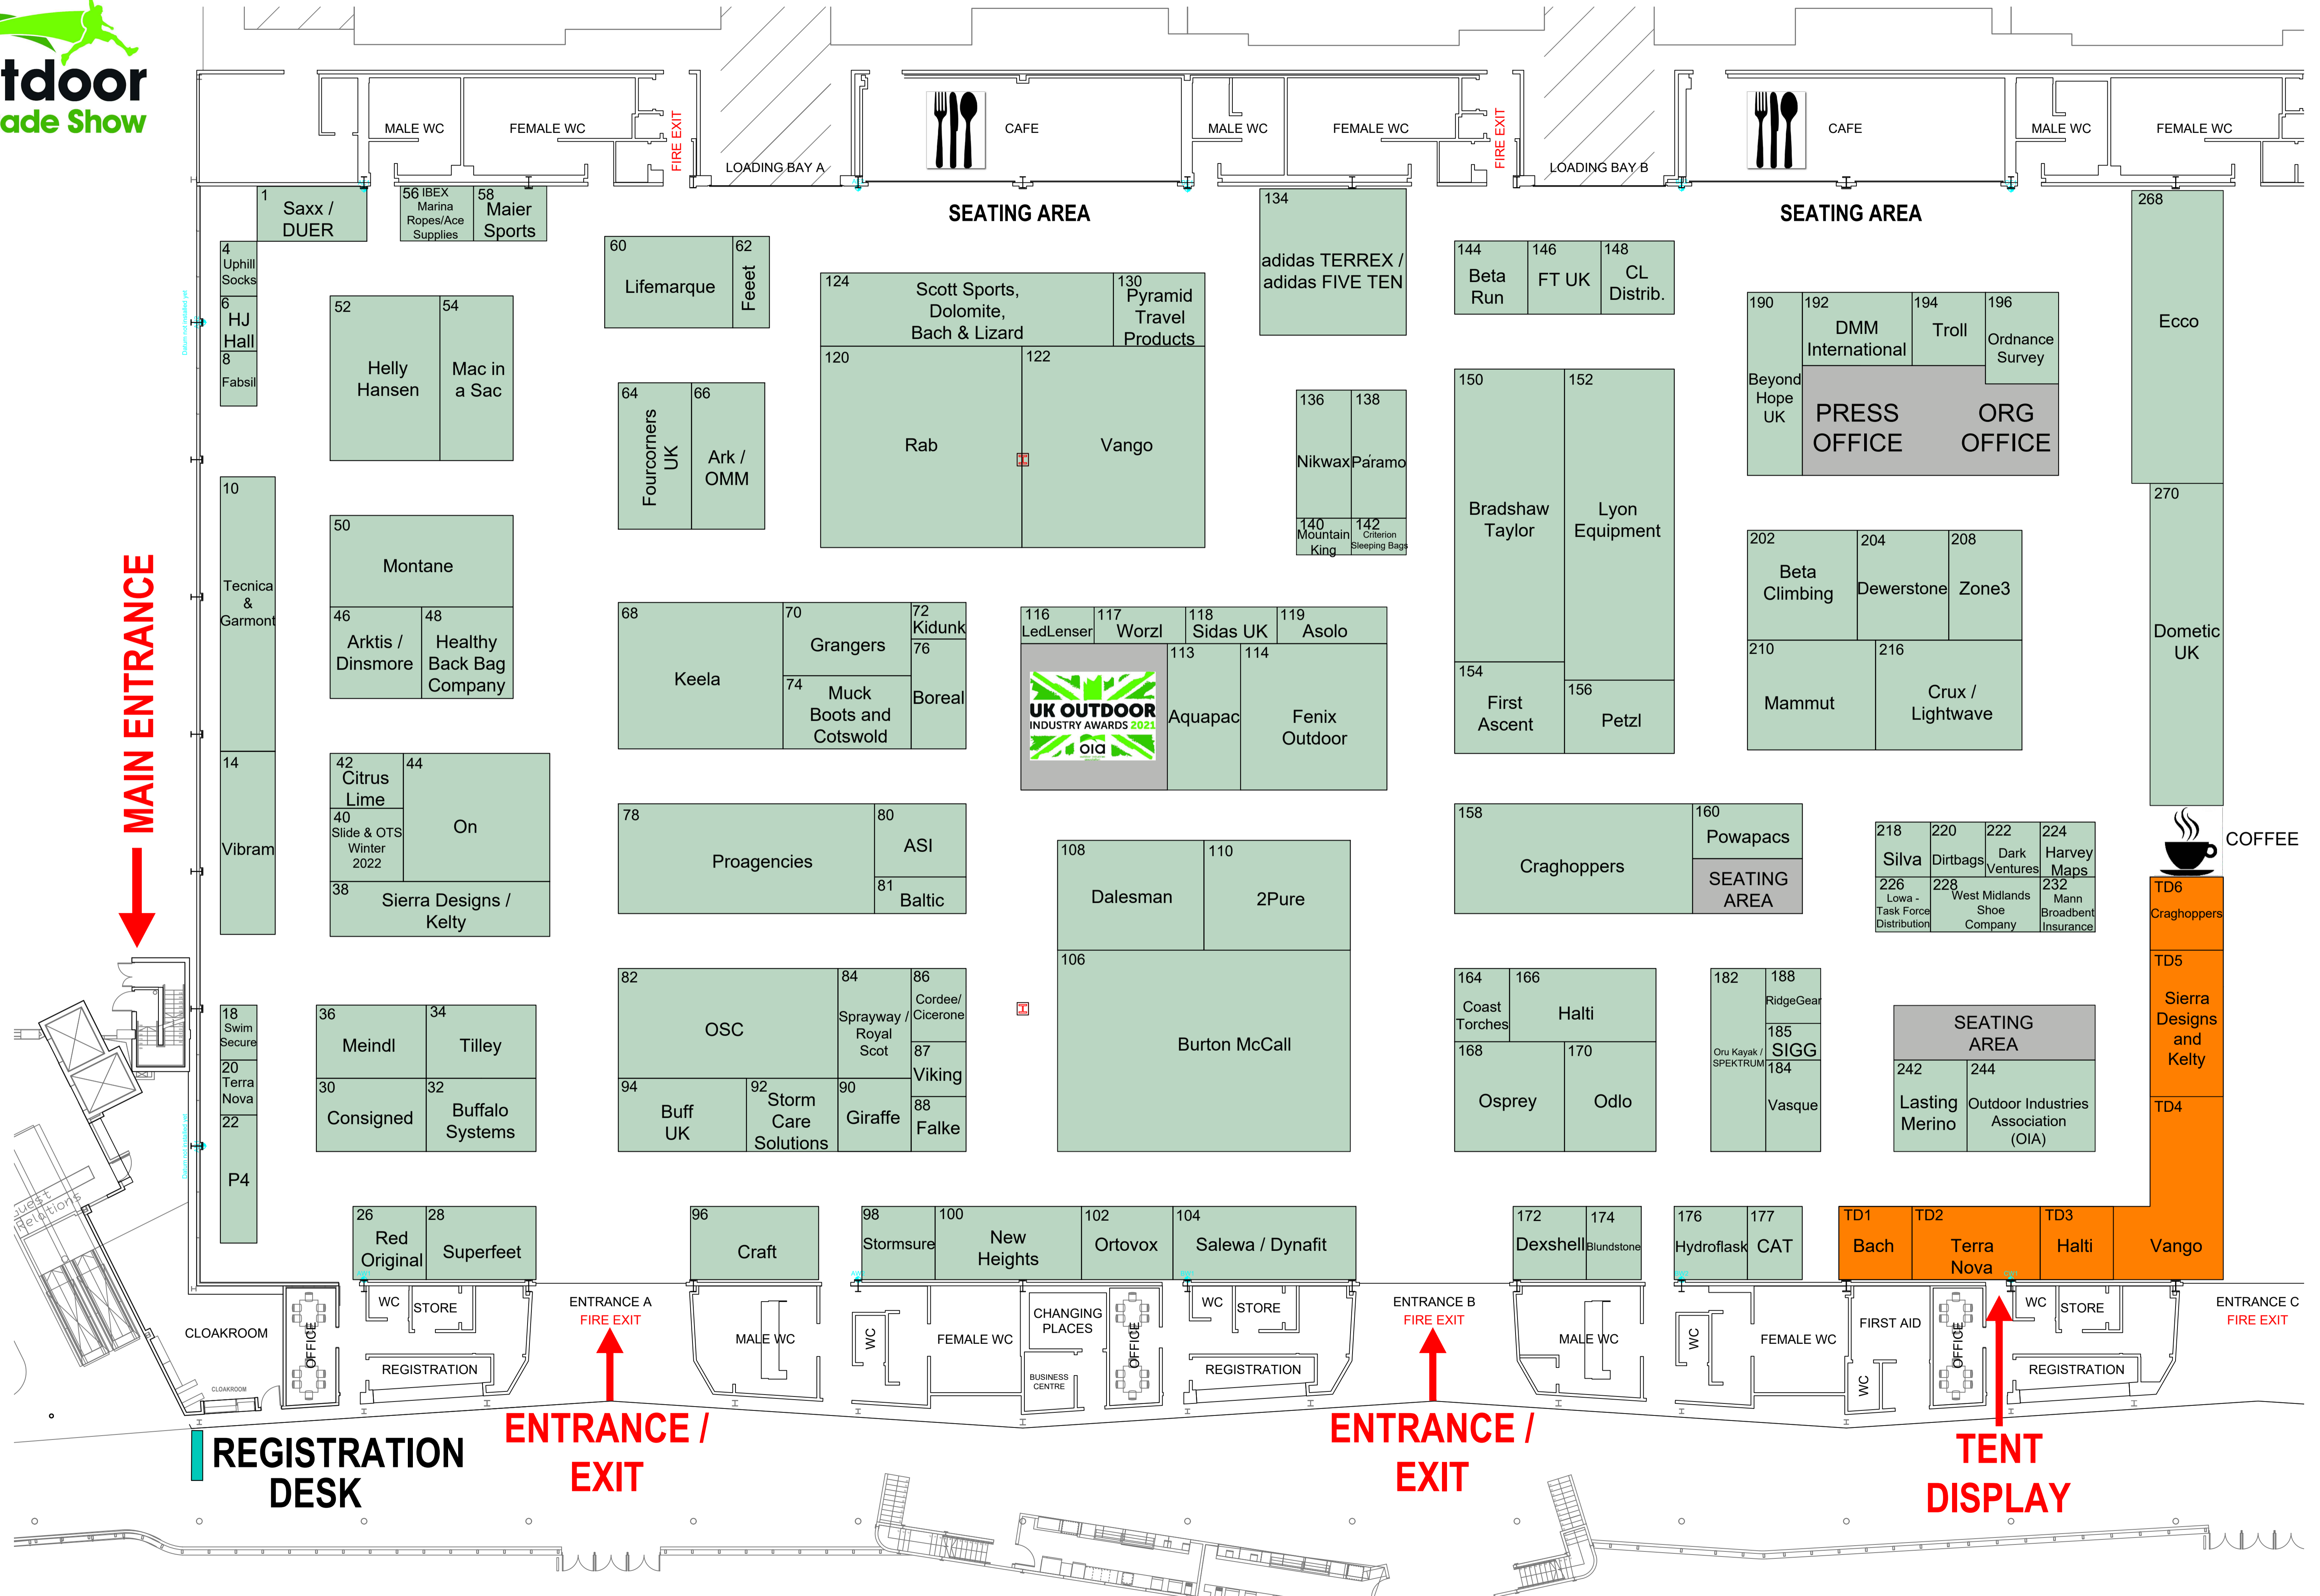 tdoor
ade Show
MALE WC
FEMALE WC
FIRE EXIT
LOADING BAY A
CAFE
MALE WC
FEMALE WC
FIRE EXIT
LOADING BAY B
CAFE
MALE WC
FEMALE WC
SEATING AREA
SEATING AREA
1
Saxx /
DUER
56 IBEX
Marina
Ropes/Ace
Supplies
58
Maier
Sports
4
Uphill
Socks
6
HJ
Hall
8
Fabsil
52
Helly
Hansen
54
Mac in
a Sac
60
Lifemarque
62
Feeet
64
Fourcorners
UK
66
Ark /
OMM
124
Scott Sports,
Dolomite,
Bach & Lizard
130
Pyramid
Travel
Products
120
Rab
122
Vango
134
adidas TERREX /
adidas FIVE TEN
136
Nikwax
138
Páramo
140
Mountain
King
142
Criterion
Sleeping Bags
144
Beta
Run
146
FT UK
148
CL
Distrib.
150
Bradshaw
Taylor
152
Lyon
Equipment
154
First
Ascent
156
Petzl
190
Beyond
Hope
UK
192
DMM
International
194
Troll
196
Ordnance
Survey
PRESS
OFFICE
ORG
OFFICE
268
Ecco
270
Dometic
UK
MAIN ENTRANCE
10
Tecnica
&
Garmont
14
Vibram
50
Montane
46
Arktis /
Dinsmore
48
Healthy
Back Bag
Company
42
Citrus
Lime
44
On
40
Slide & OTS
Winter
2022
38
Sierra Designs /
Kelty
68
Keela
70
Grangers
72
Kidunk
74
Muck
Boots and
Cotswold
76
Boreal
78
Proagencies
80
ASI
81
Baltic
116
LedLenser
117
Worzl
118
Sidas UK
119
Asolo
UK OUTDOOR
INDUSTRY AWARDS 2021
oia
113
Aquapac
114
Fenix
Outdoor
108
Dalesman
110
2Pure
106
Burton McCall
202
Beta
Climbing
204
Dewerstone
208
Zone3
210
Mammut
216
Crux /
Lightwave
158
Craghoppers
160
Powapacs
SEATING
AREA
218
Silva
220
Dirtbags
222
Dark
Ventures
224
Harvey
Maps
226
Lowa -
Task Force
Distribution
228
West Midlands
Shoe
Company
232
Mann
Broadbent
Insurance
COFFEE
TD6
Craghoppers
TD5
Sierra
Designs
and
Kelty
TD4
Vango
18
Swim
Secure
20
Terra
Nova
22
P4
36
Meindl
34
Tilley
30
Consigned
32
Buffalo
Systems
82
OSC
84
Sprayway /
Royal
Scot
86
Cordee/
Cicerone
87
Viking
94
Buff
UK
92
Storm
Care
Solutions
90
Giraffe
88
Falke
164
Coast
Torches
166
Halti
168
Osprey
170
Odlo
182
Oru Kayak /
SPEKTRUM
188
RidgeGear
185
SIGG
184
Vasque
SEATING
AREA
242
Lasting
Merino
244
Outdoor Industries
Association
(OIA)
26
Red
Original
28
Superfeet
96
Craft
98
Stormsure
100
New
Heights
102
Ortovox
104
Salewa / Dynafit
172
Dexshell
174
Blundstone
176
Hydroflask
177
CAT
TD1
Bach
TD2
Terra
Nova
TD3
Halti
Guest
Relations
CLOAKROOM
CLOAKROOM
OFFICE
WC
STORE
REGISTRATION
ENTRANCE A
FIRE EXIT
MALE WC
WC
FEMALE WC
CHANGING
PLACES
BUSINESS
CENTRE
OFFICE
WC
STORE
REGISTRATION
ENTRANCE B
FIRE EXIT
MALE WC
WC
FEMALE WC
FIRST AID
WC
OFFICE
WC
STORE
REGISTRATION
ENTRANCE C
FIRE EXIT
REGISTRATION
DESK
ENTRANCE /
EXIT
ENTRANCE /
EXIT
TENT
DISPLAY